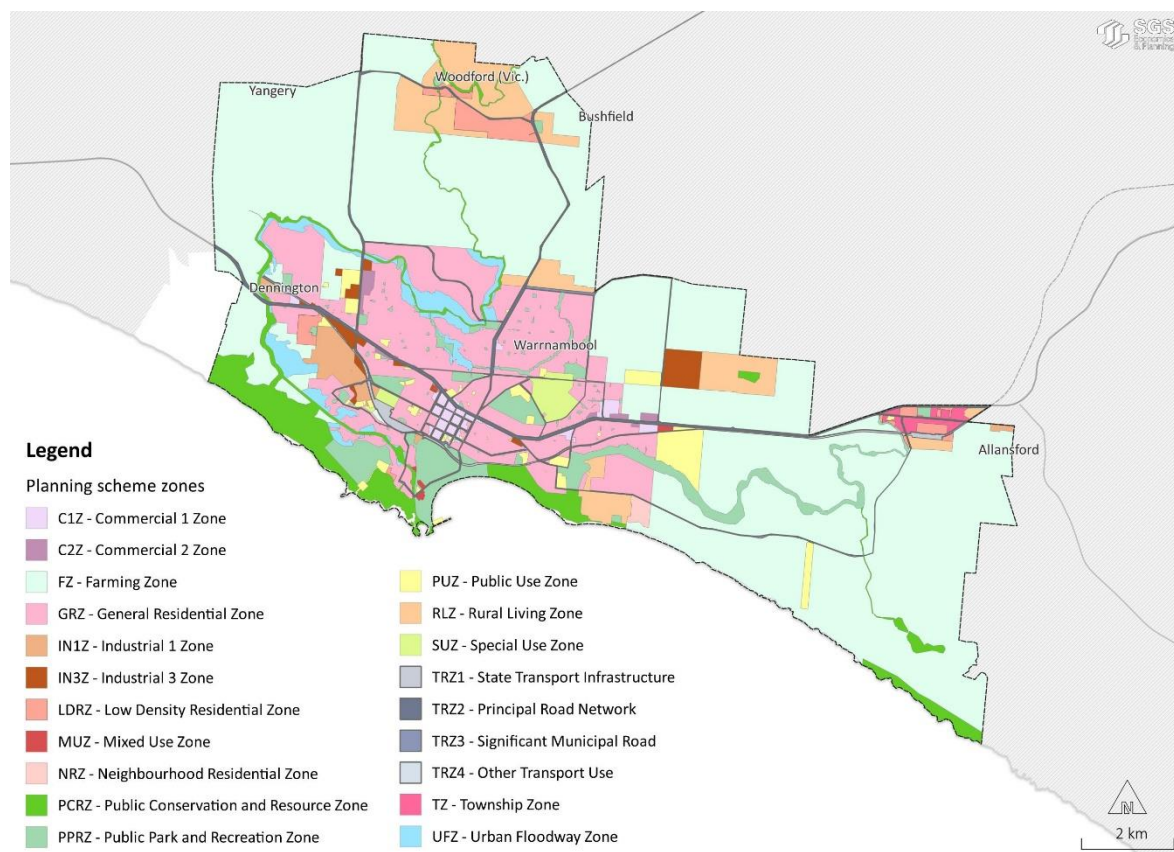 SGS
Economics
& Planning
Woodford (Vic.)
Yangery
Bushfield
Dennington
Warrnambool
Allansford
Legend
Planning scheme zones
C1Z - Commercial 1 Zone
C2Z - Commercial 2 Zone
FZ - Farming Zone
GRZ - General Residential Zone
IN1Z - Industrial 1 Zone
IN3Z - Industrial 3 Zone
LDRZ - Low Density Residential Zone
MUZ - Mixed Use Zone
NRZ - Neighbourhood Residential Zone
PCRZ - Public Conservation and Resource Zone
PPRZ - Public Park and Recreation Zone
PUZ - Public Use Zone
RLZ - Rural Living Zone
SUZ - Special Use Zone
TRZ1 - State Transport Infrastructure
TRZ2 - Principal Road Network
TRZ3 - Significant Municipal Road
TRZ4 - Other Transport Use
TZ - Township Zone
UFZ - Urban Floodway Zone
N
2 km